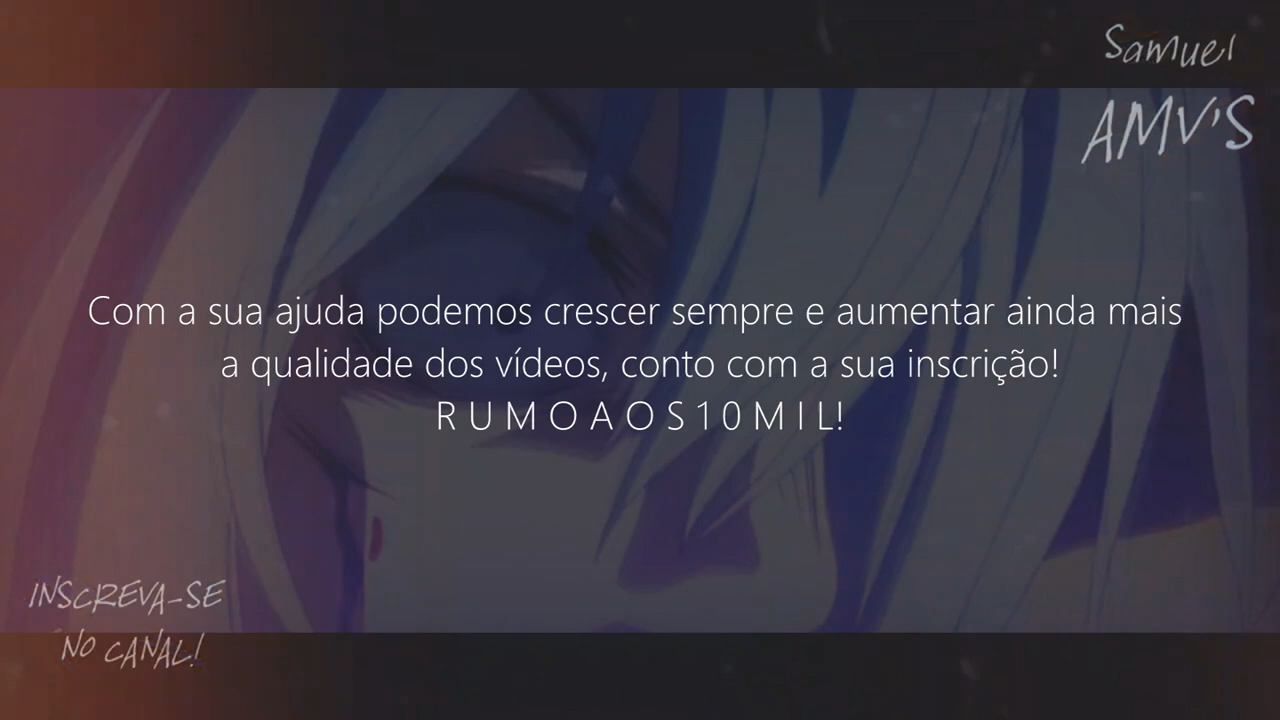 Samuel
AMV'S
Com a sua ajuda podemos crescer sempre e aumentar ainda mais
a qualidade dos vídeos, conto com a sua inscrição!
R U M O A O S 1 0 M I L!
INSCREVA-SE
NO CANAL!